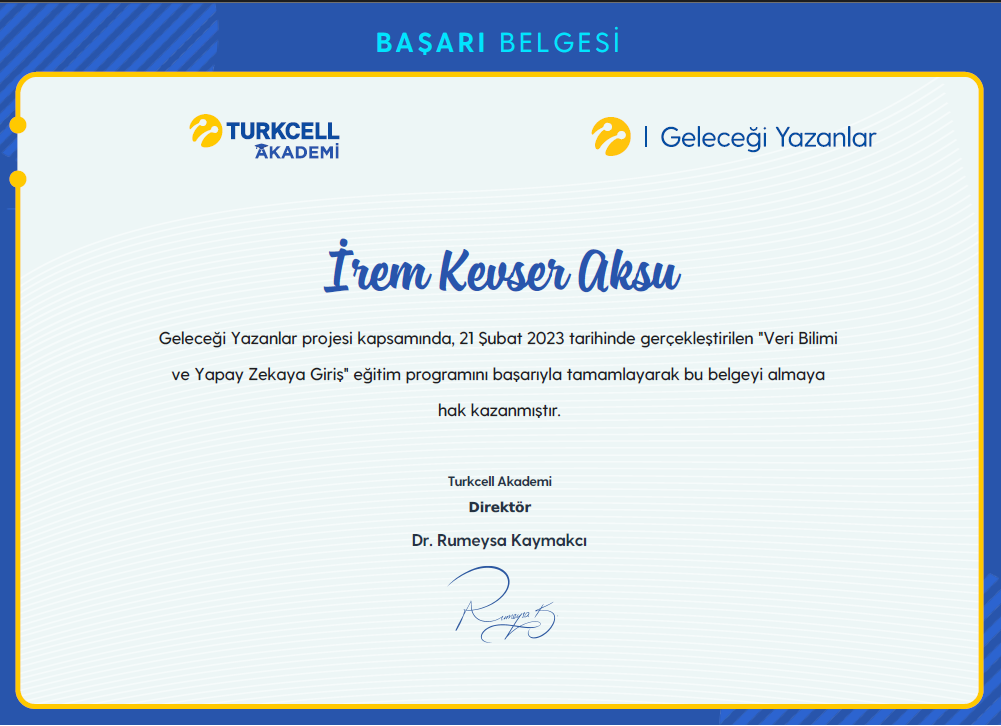 BAŞARI BELGESİ
TURKCELL
AKADEMİ
| Geleceği Yazanlar
İrem Kevser Aksu
Geleceği Yazanlar projesi kapsamında, 21 Şubat 2023 tarihinde gerçekleştirilen "Veri Bilimi
ve Yapay Zekaya Giriş" eğitim programını başarıyla tamamlayarak bu belgeyi almaya
hak kazanmıştır.
Turkcell Akademi
Direktör
Dr. Rumeysa Kaymakcı
Rumeysa K